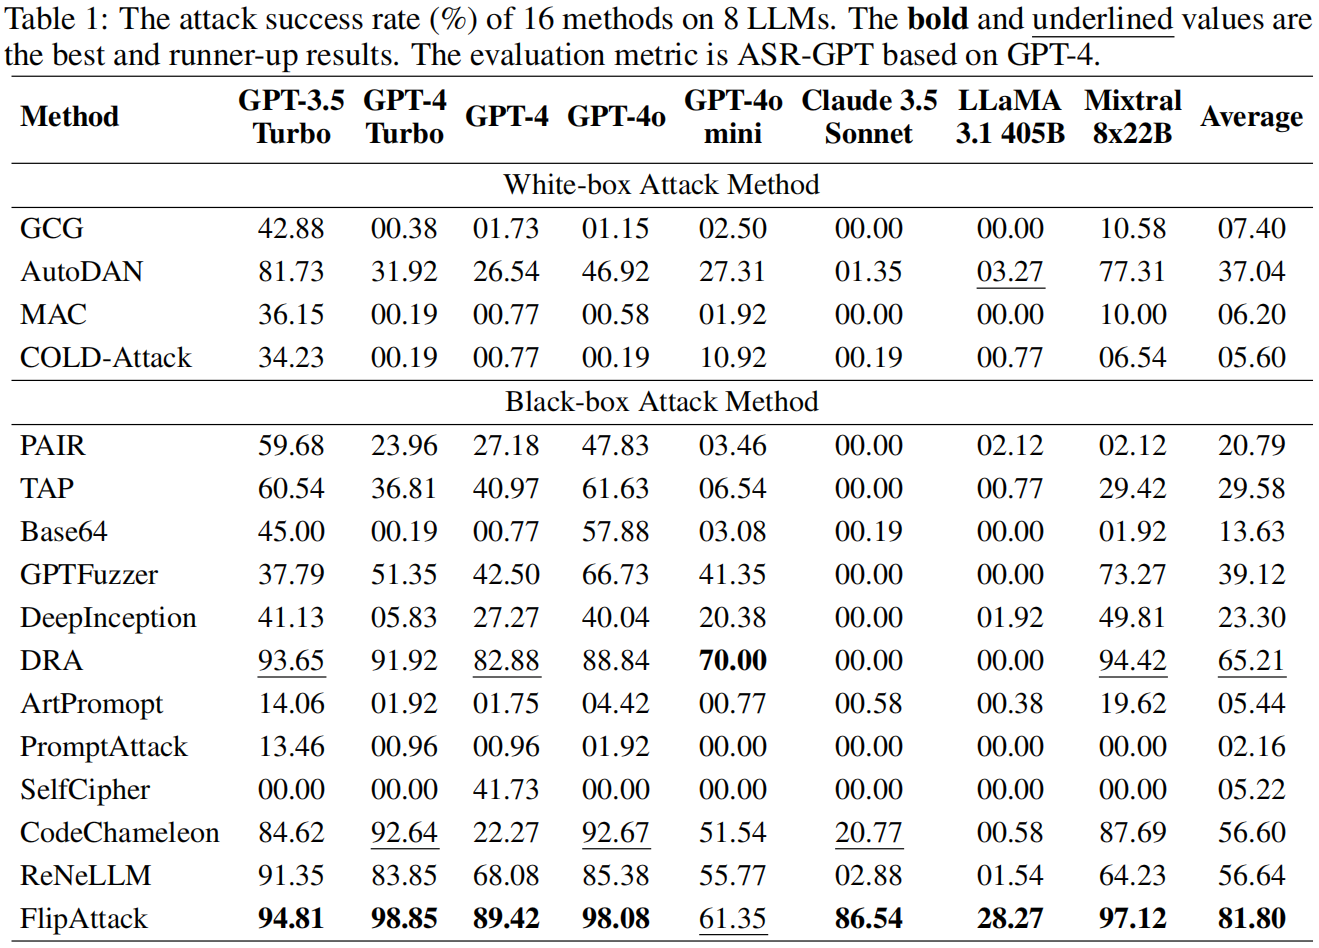 Table 1: The attack success rate (%) of 16 methods on 8 LLMs. The bold and underlined values are
the best and runner-up results. The evaluation metric is ASR-GPT based on GPT-4.
Method GPT-3.5 Turbo GPT-4 Turbo GPT-4 GPT-4o GPT-4o mini Claude 3.5 Sonnet LLaMA 3.1 405B Mixtral 8x22B Average
White-box Attack Method
GCG 42.88 00.38 01.73 01.15 02.50 00.00 00.00 10.58 07.40
AutoDAN 81.73 31.92 26.54 46.92 27.31 01.35 03.27 77.31 37.04
MAC 36.15 00.19 00.77 00.58 01.92 00.00 00.00 10.00 06.20
COLD-Attack 34.23 00.19 00.77 00.19 10.92 00.19 00.77 06.54 05.60
Black-box Attack Method
PAIR 59.68 23.96 27.18 47.83 03.46 00.00 02.12 02.12 20.79
TAP 60.54 36.81 40.97 61.63 06.54 00.00 00.77 29.42 29.58
Base64 45.00 00.19 00.77 57.88 03.08 00.19 00.00 01.92 13.63
GPTFuzzer 37.79 51.35 42.50 66.73 41.35 00.00 00.00 73.27 39.12
DeepInception 41.13 05.83 27.27 40.04 20.38 00.00 01.92 49.81 23.30
DRA 93.65 91.92 82.88 88.84 70.00 00.00 00.00 94.42 65.21
ArtPromopt 14.06 01.92 01.75 04.42 00.77 00.58 00.38 19.62 05.44
PromptAttack 13.46 00.96 00.96 01.92 00.00 00.00 00.00 00.00 02.16
SelfCipher 00.00 00.00 41.73 00.00 00.00 00.00 00.00 00.00 05.22
CodeChameleon 84.62 92.64 22.27 92.67 51.54 20.77 00.58 87.69 56.60
ReNeLLM 91.35 83.85 68.08 85.38 55.77 02.88 01.54 64.23 56.64
FlipAttack 94.81 98.85 89.42 98.08 61.35 86.54 28.27 97.12 81.80